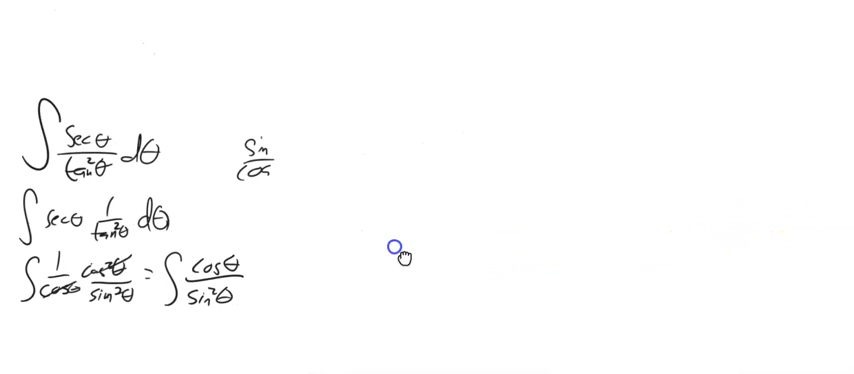 ∫ secθ/tan²θ dθ
sin/cos
∫ secθ 1/tan²θ dθ
∫ 1/cosθ cos²θ/sin²θ = ∫ cosθ/sin²θ